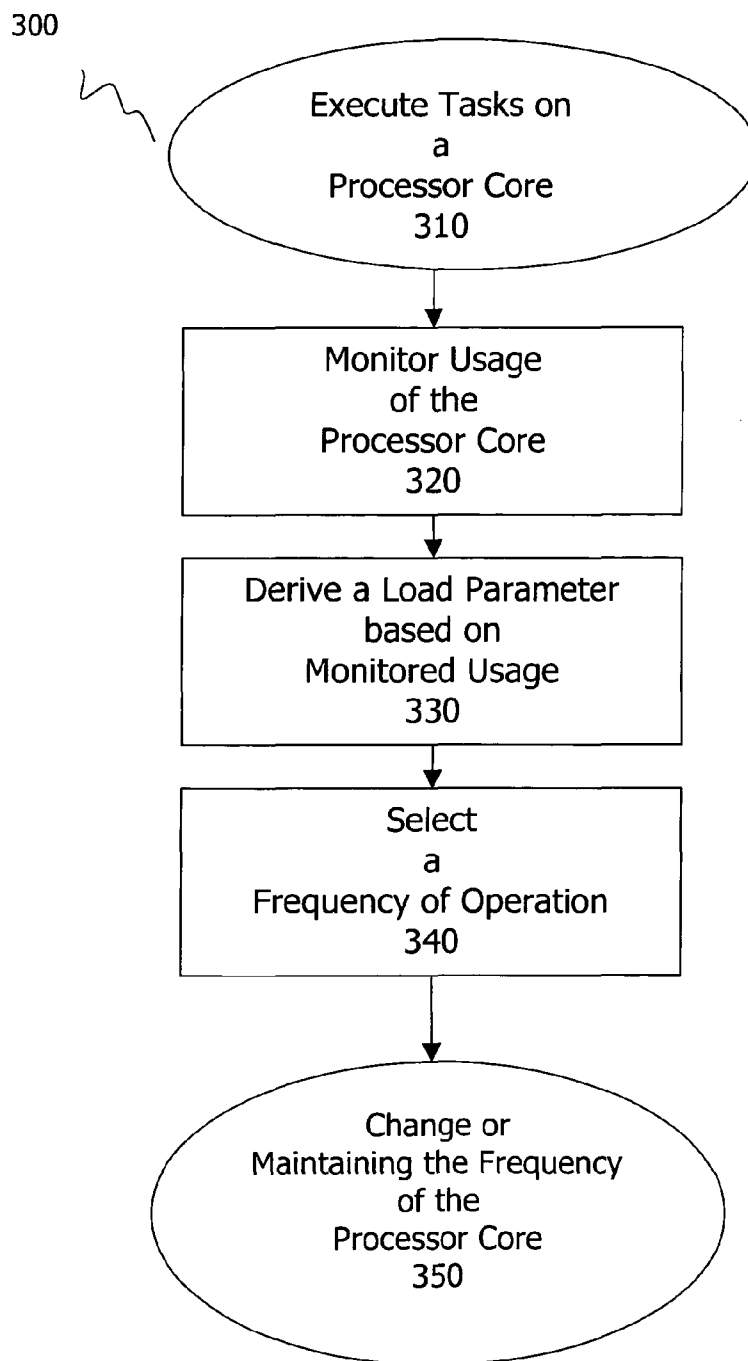 300
Execute Tasks on
a
Processor Core
310
Monitor Usage
of the
Processor Core
320
Derive a Load Parameter
based on
Monitored Usage
330
Select
a
Frequency of Operation
340
Change or
Maintaining the Frequency
of the
Processor Core
350